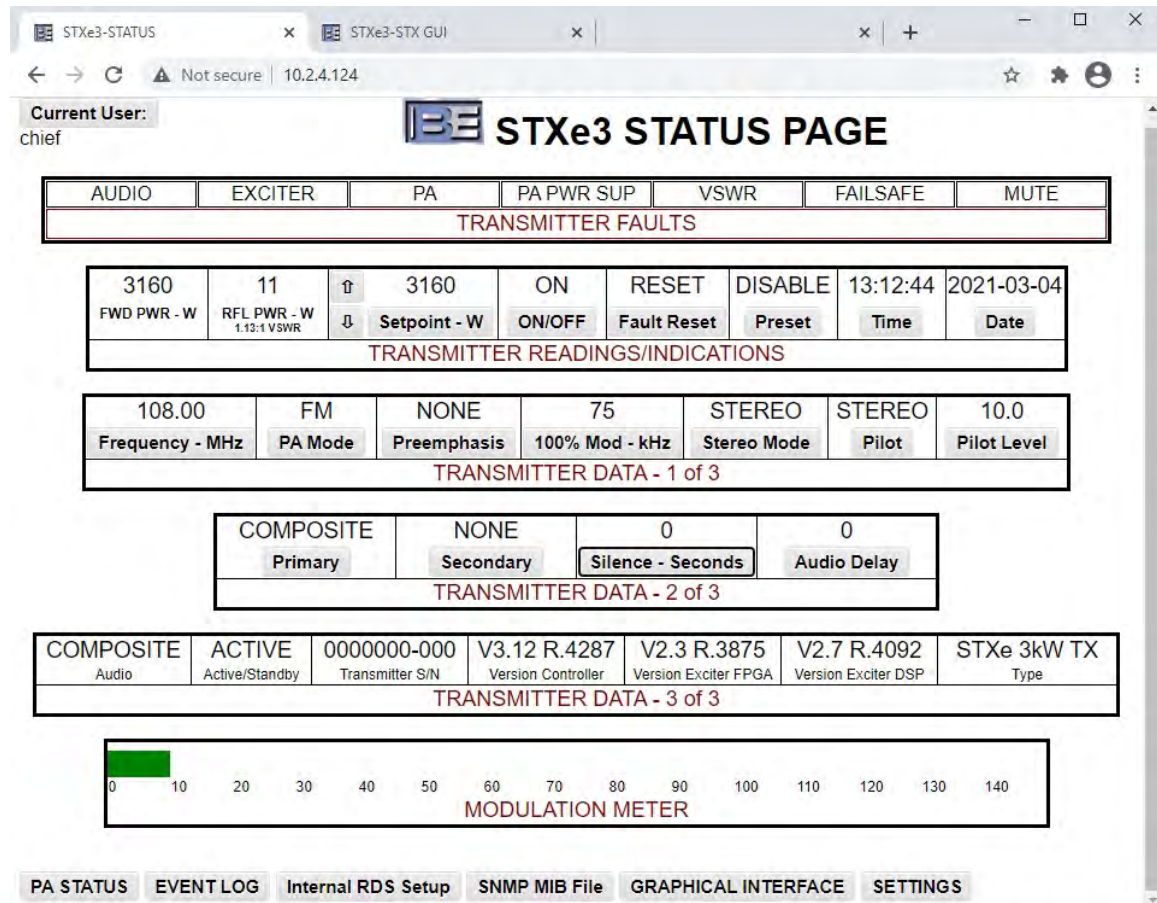 STXe3-STATUS STXe3-STX GUI
Not secure 10.2.4.124
Current User:
chief
BE STXe3 STATUS PAGE
AUDIO EXCITER PA PA PWR SUP VSWR FAILSAFE MUTE
TRANSMITTER FAULTS
3160 11 ⇧ 3160 ON RESET DISABLE 13:12:44 2021-03-04
FWD PWR - W RFL PWR - W ⇩ Setpoint - W ON/OFF Fault Reset Preset Time Date
1.13:1 VSWR
TRANSMITTER READINGS/INDICATIONS
108.00 FM NONE 75 STEREO STEREO 10.0
Frequency - MHz PA Mode Preemphasis 100% Mod - kHz Stereo Mode Pilot Pilot Level
TRANSMITTER DATA - 1 of 3
COMPOSITE NONE 0 0
Primary Secondary Silence - Seconds Audio Delay
TRANSMITTER DATA - 2 of 3
COMPOSITE ACTIVE 0000000-000 V3.12 R.4287 V2.3 R.3875 V2.7 R.4092 STXe 3kW TX
Audio Active/Standby Transmitter S/N Version Controller Version Exciter FPGA Version Exciter DSP Type
TRANSMITTER DATA - 3 of 3
0 10 20 30 40 50 60 70 80 90 100 110 120 130 140
MODULATION METER
PA STATUS EVENT LOG Internal RDS Setup SNMP MIB File GRAPHICAL INTERFACE SETTINGS